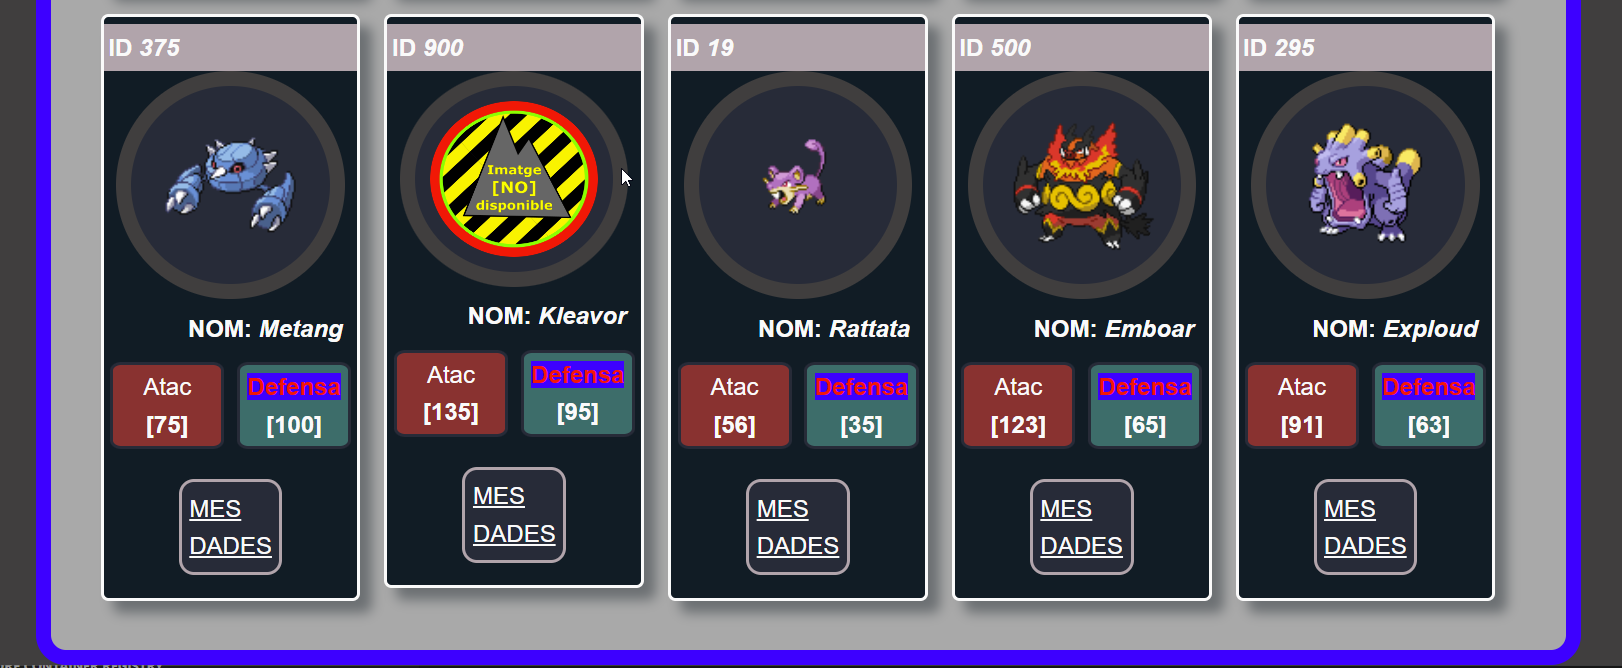 ID 375
NOM: Metang
Atac
[75]
Defensa
[100]
MES
DADES
ID 900
Imatge
[NO]
disponible
NOM: Kleavor
Atac
[135]
Defensa
[95]
MES
DADES
ID 19
NOM: Rattata
Atac
[56]
Defensa
[35]
MES
DADES
ID 500
NOM: Emboar
Atac
[123]
Defensa
[65]
MES
DADES
ID 295
NOM: Exploud
Atac
[91]
Defensa
[63]
MES
DADES
CONTAINER REGISTRY